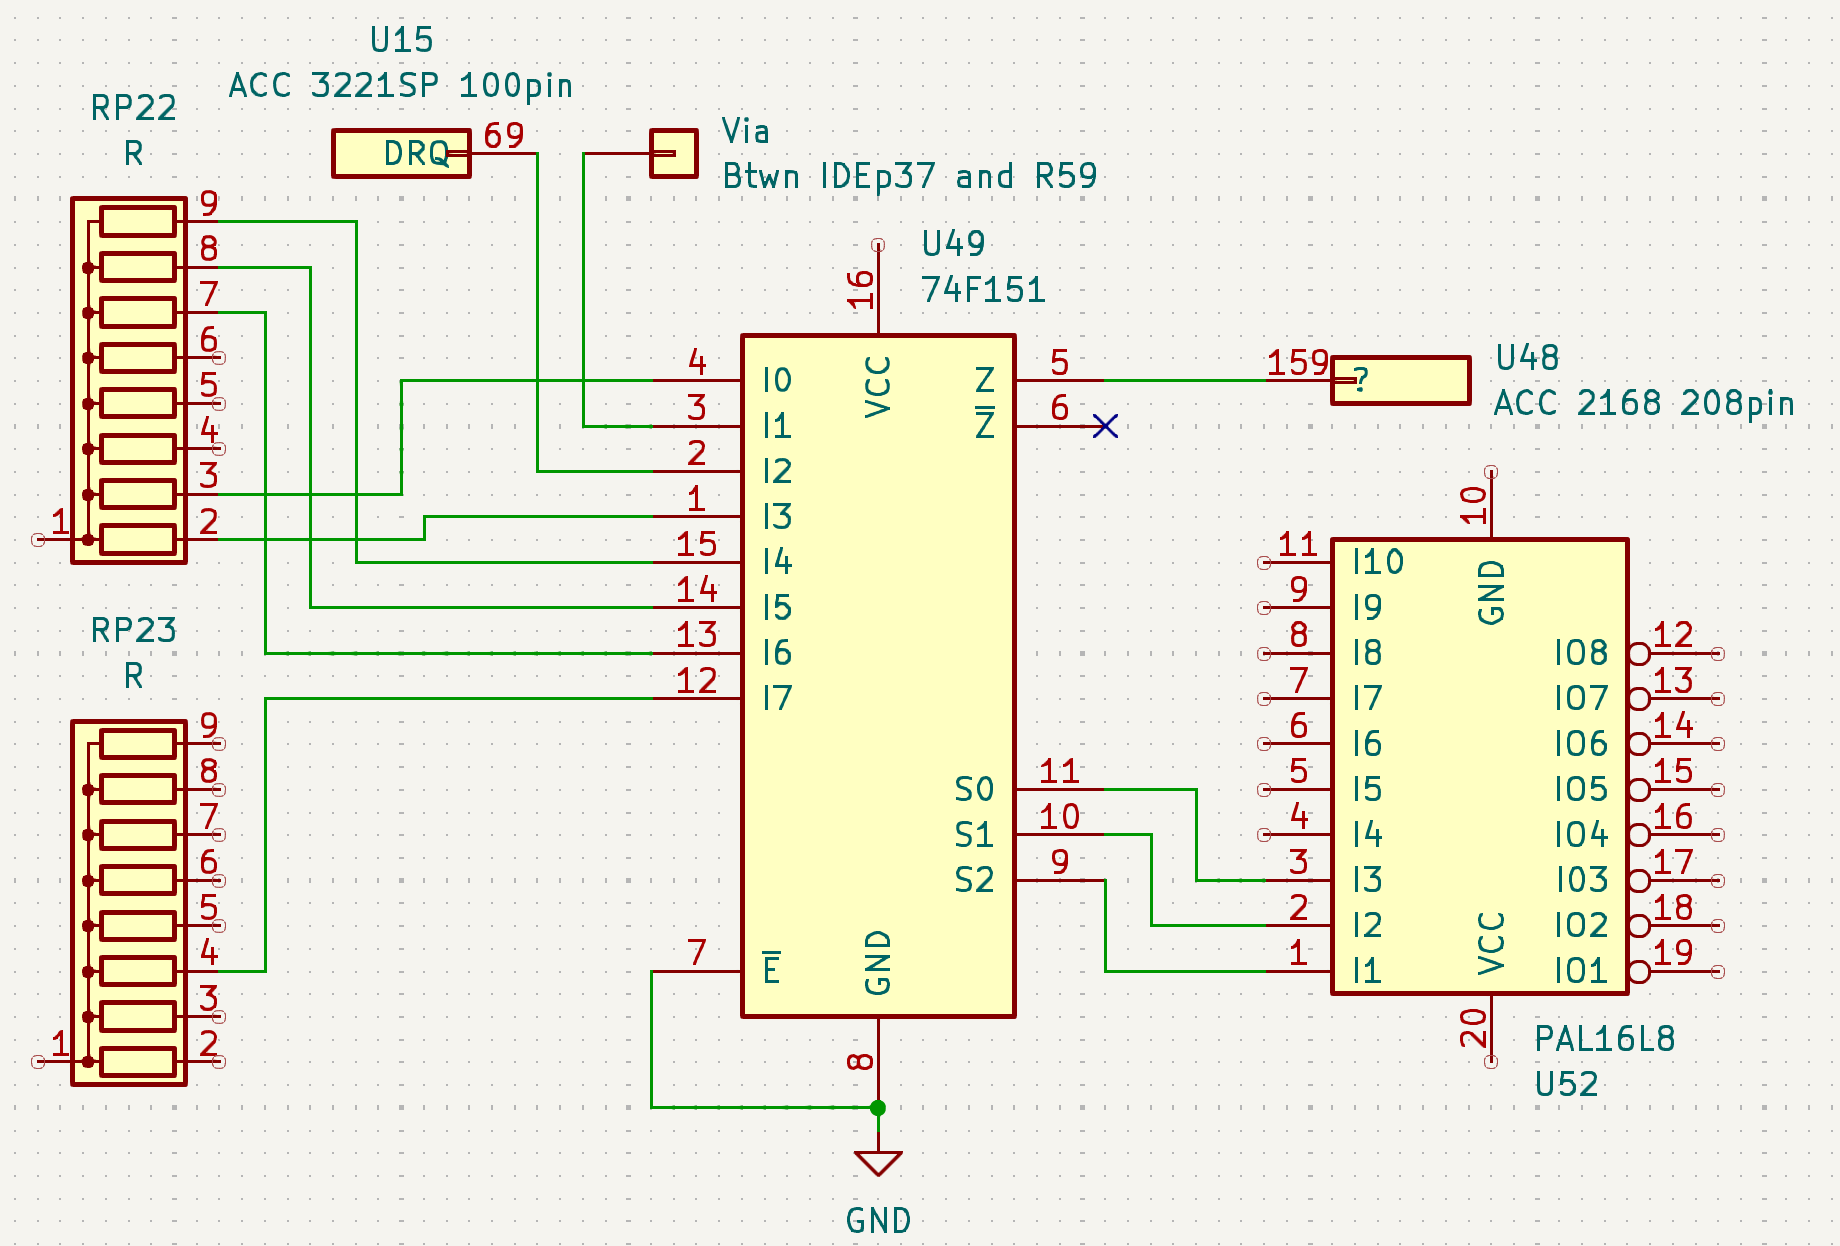 U15
ACC 3221SP 100pin
RP22
R
DRQ 69
Via
Btwn IDEp37 and R59
9
8
7
6
5
4
3
1 2
U49
74F151
16
VCC
4 I0
3 I1
2 I2
1 I3
15 I4
14 I5
13 I6
12 I7
Z 5
Z 6
S0 11
S1 10
S2 9
7 E
GND
8
GND
159 ?
U48
ACC 2168 208pin
RP23
R
9
8
7
6
5
4
3
1 2
10
GND
11 I10
9 I9
8 I8
7 I7
6 I6
5 I5
4 I4
3 I3
2 I2
1 I1
IO8 12
IO7 13
IO6 14
IO5 15
IO4 16
IO3 17
IO2 18
IO1 19
VCC
20
PAL16L8
U52